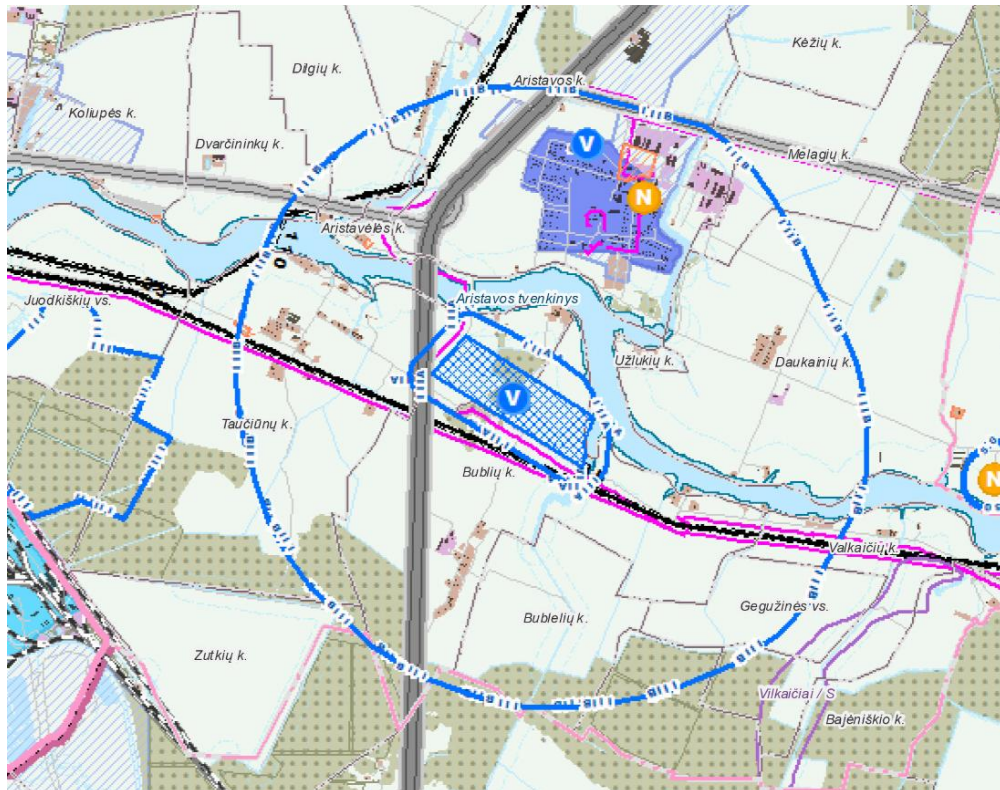 Kėžių k.
Dilgių k.
Aristavos k.
Koliupės k.
Dvarčininkų k.
V
Melagių k.
N
Aristavėlės k.
Juodkiškių vs.
Aristavos tvenkinys
Užlukių k.
Daukainių k.
V
Taučiūnų k.
Bublių k.
N
Valkaičių k.
Gegužinės vs.
Bublelių k.
Zutkių k.
Vilkaičiai / S
Bajėniškio k.